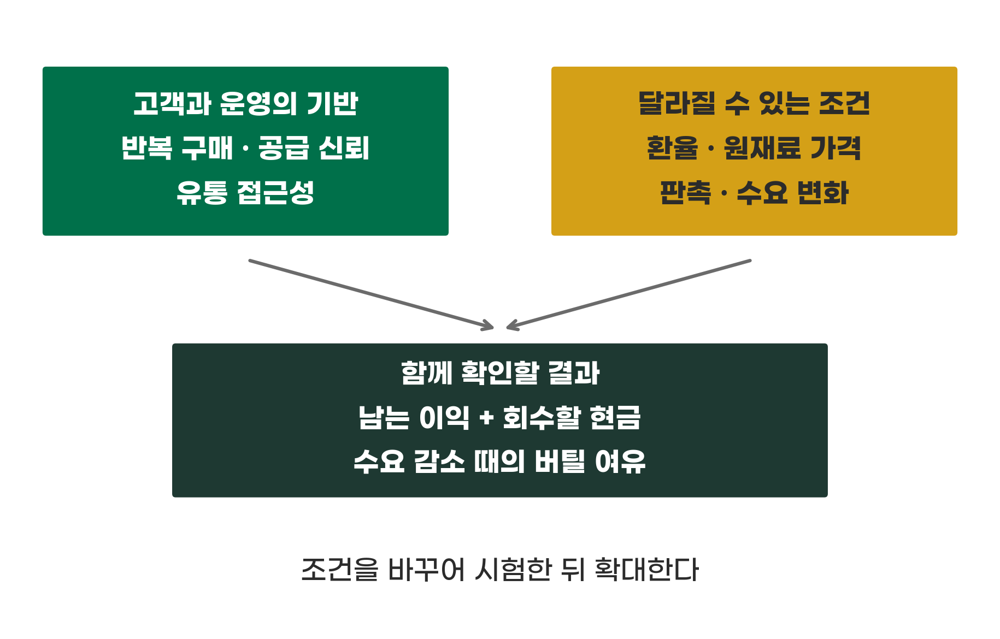 고객과 운영의 기반
반복 구매 · 공급 신뢰
유통 접근성
달라질 수 있는 조건
환율 · 원재료 가격
판촉 · 수요 변화
함께 확인할 결과
남는 이익 + 회수할 현금
수요 감소 때의 버틸 여유
조건을 바꾸어 시험한 뒤 확대한다